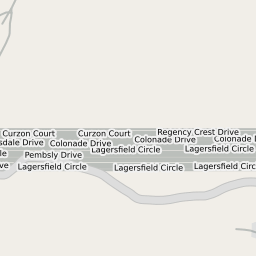 Curzon Court
Curzon Court
Regency Crest Drive
sdale Drive
Colonade Drive
Colonade Drive
Colonade
Lagersfield Circle
Lagersfield Circle
le
Pembsly Drive
ve
Lagersfield Circle
Lagersfield Circle
Lagersfield Circ